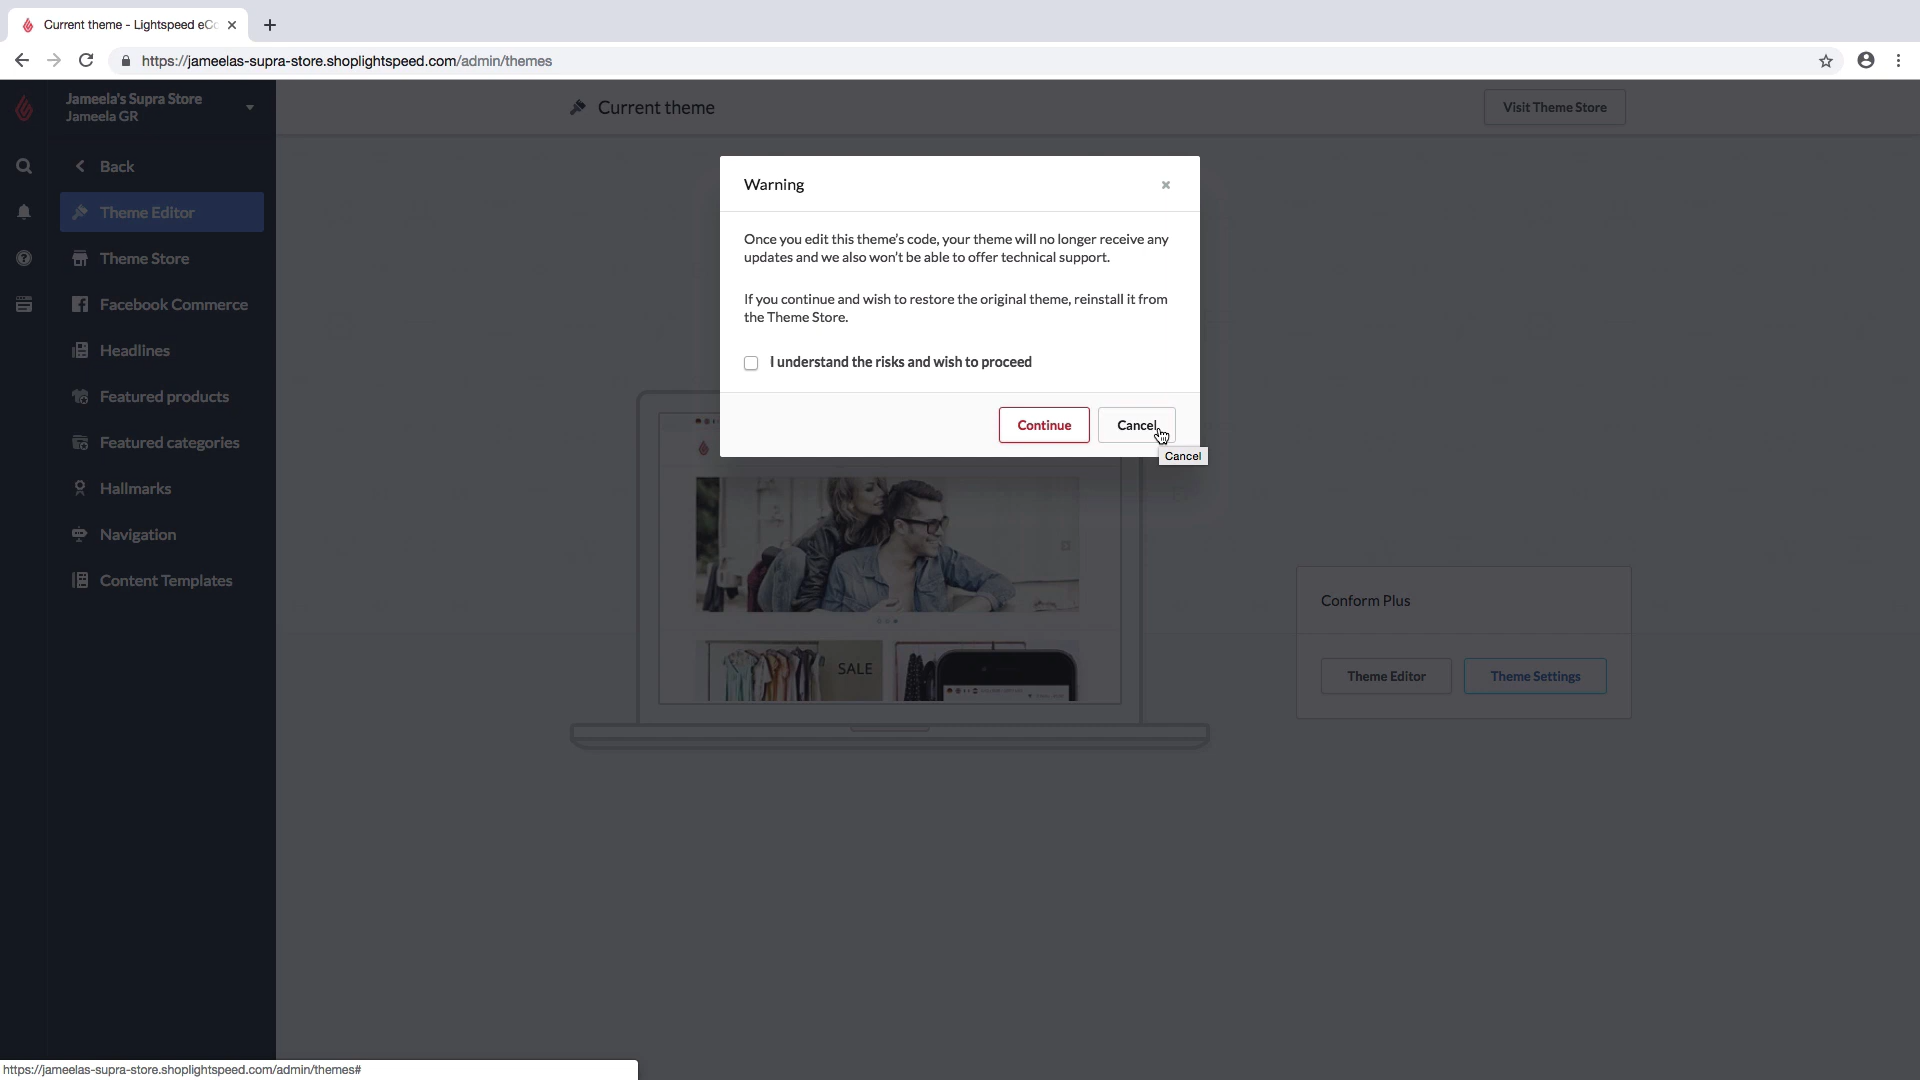 Current theme - Lightspeed eCo
https://jameelas-supra-store.shoplightspeed.com/admin/themes
Jameela's Supra Store
Jameela GR
Current theme
Visit Theme Store
Back
Theme Editor
Theme Store
Facebook Commerce
Headlines
Featured products
Featured categories
Hallmarks
Navigation
Content Templates
Warning
Once you edit this theme's code, your theme will no longer receive any
updates and we also won't be able to offer technical support.
If you continue and wish to restore the original theme, reinstall it from
the Theme Store.
I understand the risks and wish to proceed
Continue
Cancel
Cancel
SALE
Conform Plus
Theme Editor
Theme Settings
https://jameelas-supra-store.shoplightspeed.com/admin/themes#